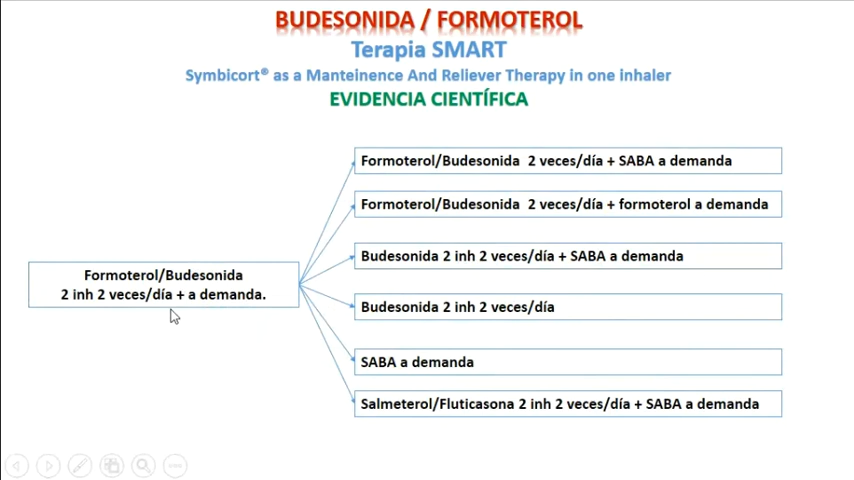 BUDESONIDA / FORMOTEROL
Terapia SMART
Symbicort® as a Manteinence And Reliever Therapy in one inhaler
EVIDENCIA CIENTÍFICA
Formoterol/Budesonida
2 inh 2 veces/día + a demanda.
Formoterol/Budesonida 2 veces/día + SABA a demanda
Formoterol/Budesonida 2 veces/día + formoterol a demanda
Budesonida 2 inh 2 veces/día + SABA a demanda
Budesonida 2 inh 2 veces/día
SABA a demanda
Salmeterol/Fluticasona 2 inh 2 veces/día + SABA a demanda